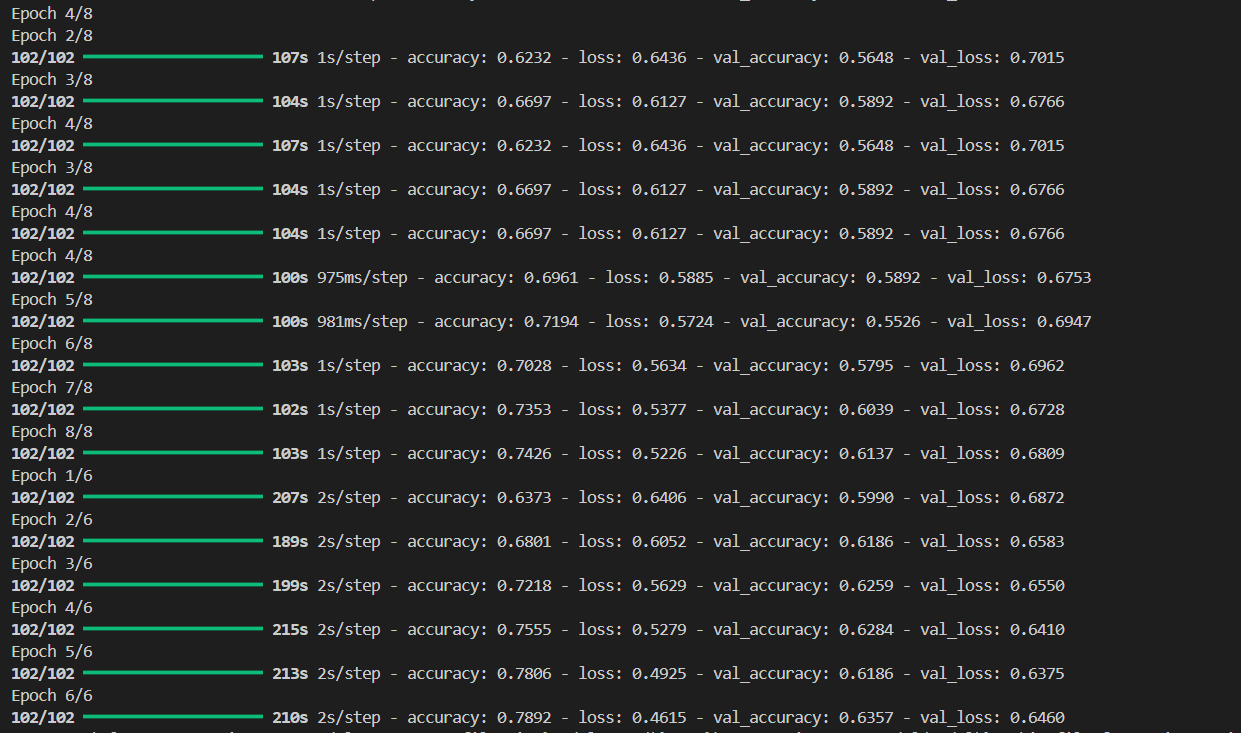 Epoch 4/8
Epoch 2/8
102/102 107s 1s/step - accuracy: 0.6232 - loss: 0.6436 - val_accuracy: 0.5648 - val_loss: 0.7015
Epoch 3/8
102/102 104s 1s/step - accuracy: 0.6697 - loss: 0.6127 - val_accuracy: 0.5892 - val_loss: 0.6766
Epoch 4/8
102/102 107s 1s/step - accuracy: 0.6232 - loss: 0.6436 - val_accuracy: 0.5648 - val_loss: 0.7015
Epoch 3/8
102/102 104s 1s/step - accuracy: 0.6697 - loss: 0.6127 - val_accuracy: 0.5892 - val_loss: 0.6766
Epoch 4/8
102/102 104s 1s/step - accuracy: 0.6697 - loss: 0.6127 - val_accuracy: 0.5892 - val_loss: 0.6766
Epoch 4/8
102/102 100s 975ms/step - accuracy: 0.6961 - loss: 0.5885 - val_accuracy: 0.5892 - val_loss: 0.6753
Epoch 5/8
102/102 100s 981ms/step - accuracy: 0.7194 - loss: 0.5724 - val_accuracy: 0.5526 - val_loss: 0.6947
Epoch 6/8
102/102 103s 1s/step - accuracy: 0.7028 - loss: 0.5634 - val_accuracy: 0.5795 - val_loss: 0.6962
Epoch 7/8
102/102 102s 1s/step - accuracy: 0.7353 - loss: 0.5377 - val_accuracy: 0.6039 - val_loss: 0.6728
Epoch 8/8
102/102 103s 1s/step - accuracy: 0.7426 - loss: 0.5226 - val_accuracy: 0.6137 - val_loss: 0.6809
Epoch 1/6
102/102 207s 2s/step - accuracy: 0.6373 - loss: 0.6406 - val_accuracy: 0.5990 - val_loss: 0.6872
Epoch 2/6
102/102 189s 2s/step - accuracy: 0.6801 - loss: 0.6052 - val_accuracy: 0.6186 - val_loss: 0.6583
Epoch 3/6
102/102 199s 2s/step - accuracy: 0.7218 - loss: 0.5629 - val_accuracy: 0.6259 - val_loss: 0.6550
Epoch 4/6
102/102 215s 2s/step - accuracy: 0.7555 - loss: 0.5279 - val_accuracy: 0.6284 - val_loss: 0.6410
Epoch 5/6
102/102 213s 2s/step - accuracy: 0.7806 - loss: 0.4925 - val_accuracy: 0.6186 - val_loss: 0.6375
Epoch 6/6
102/102 210s 2s/step - accuracy: 0.7892 - loss: 0.4615 - val_accuracy: 0.6357 - val_loss: 0.6460